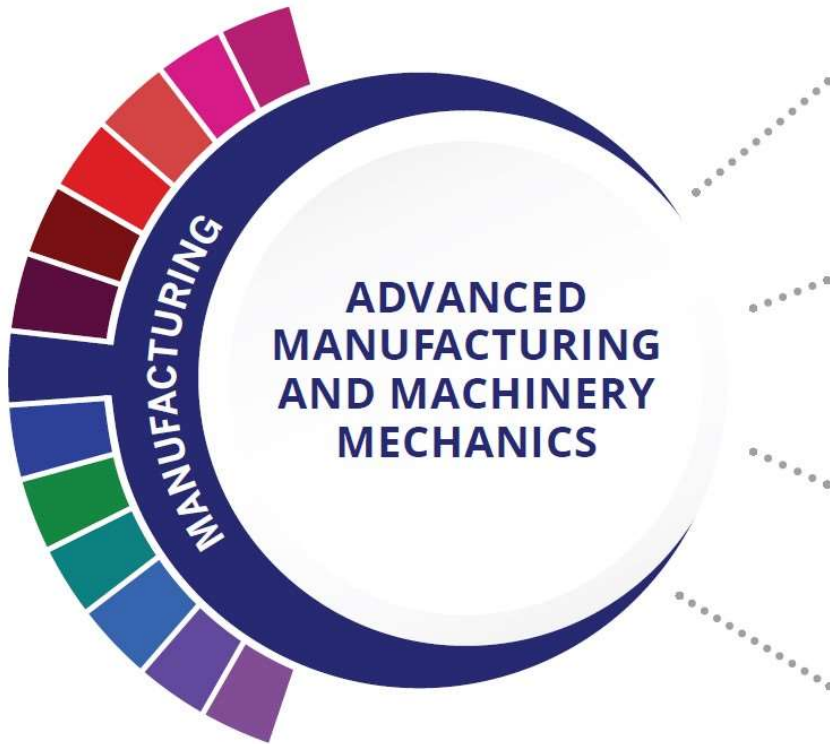 MANUFACTURING
ADVANCED
MANUFACTURING
AND MACHINERY
MECHANICS